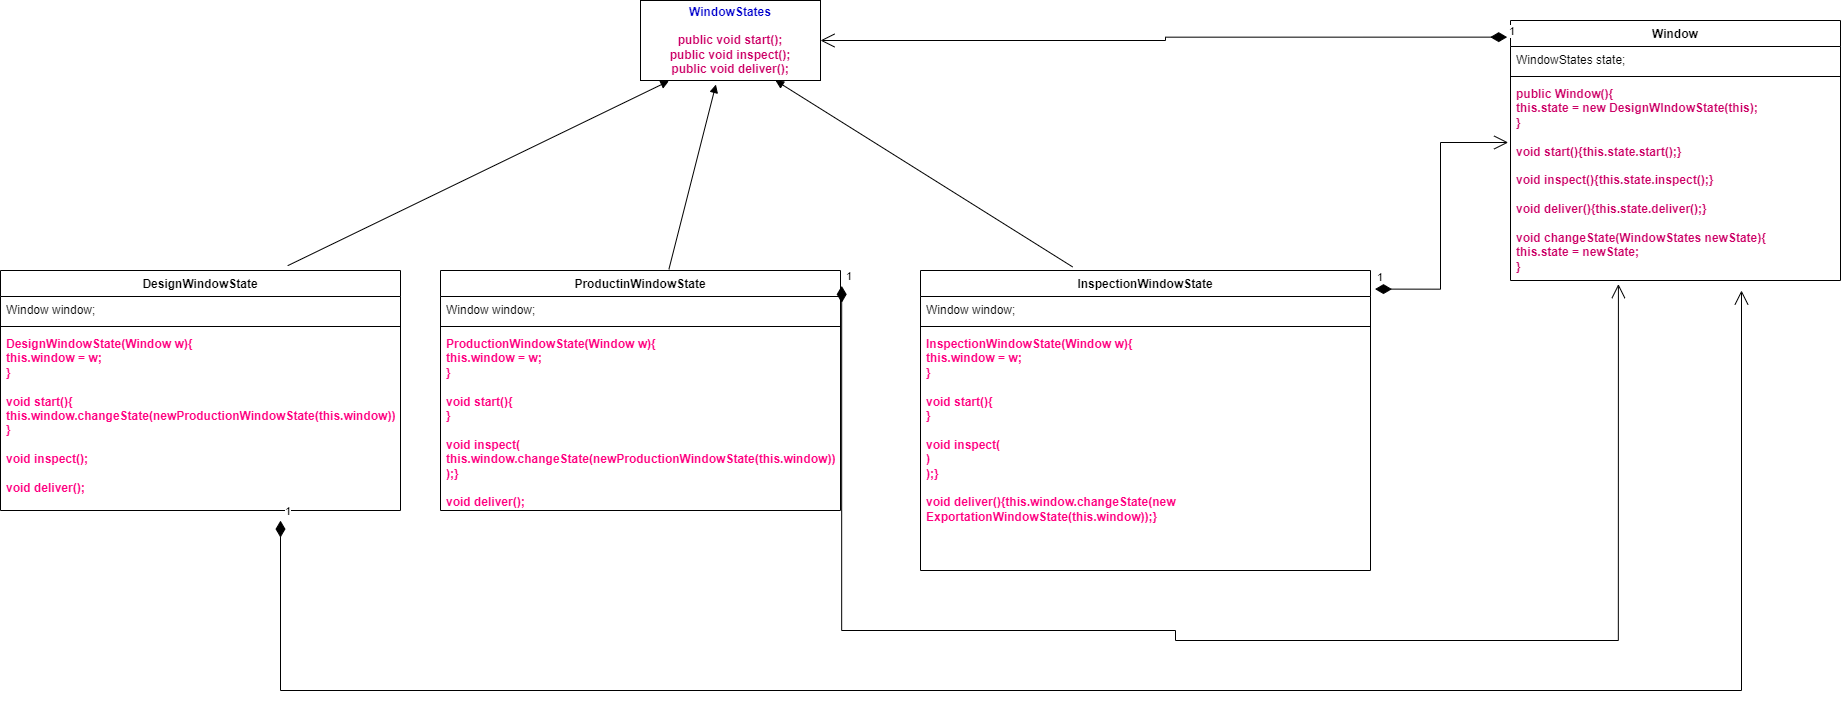 WindowStates
public void start();
public void inspect();
public void deliver();
1
Window
WindowStates state;
public Window(){
this.state = new DesignWIndowState(this);
}
void start(){this.state.start();}
void inspect(){this.state.inspect();}
void deliver(){this.state.deliver();}
void changeState(WindowStates newState){
this.state = newState;
}
DesignWindowState
Window window;
DesignWindowState(Window w){
this.window = w;
}
void start(){
this.window.changeState(newProductionWindowState(this.window))
}
void inspect();
void deliver();
1
ProductinWindowState
1
Window window;
ProductionWindowState(Window w){
this.window = w;
}
void start(){
}
void inspect(
this.window.changeState(newProductionWindowState(this.window))
);}
void deliver();
InspectionWindowState
1
Window window;
InspectionWindowState(Window w){
this.window = w;
}
void start(){
}
void inspect(
)
);}
void deliver(){this.window.changeState(new
ExportationWindowState(this.window));}